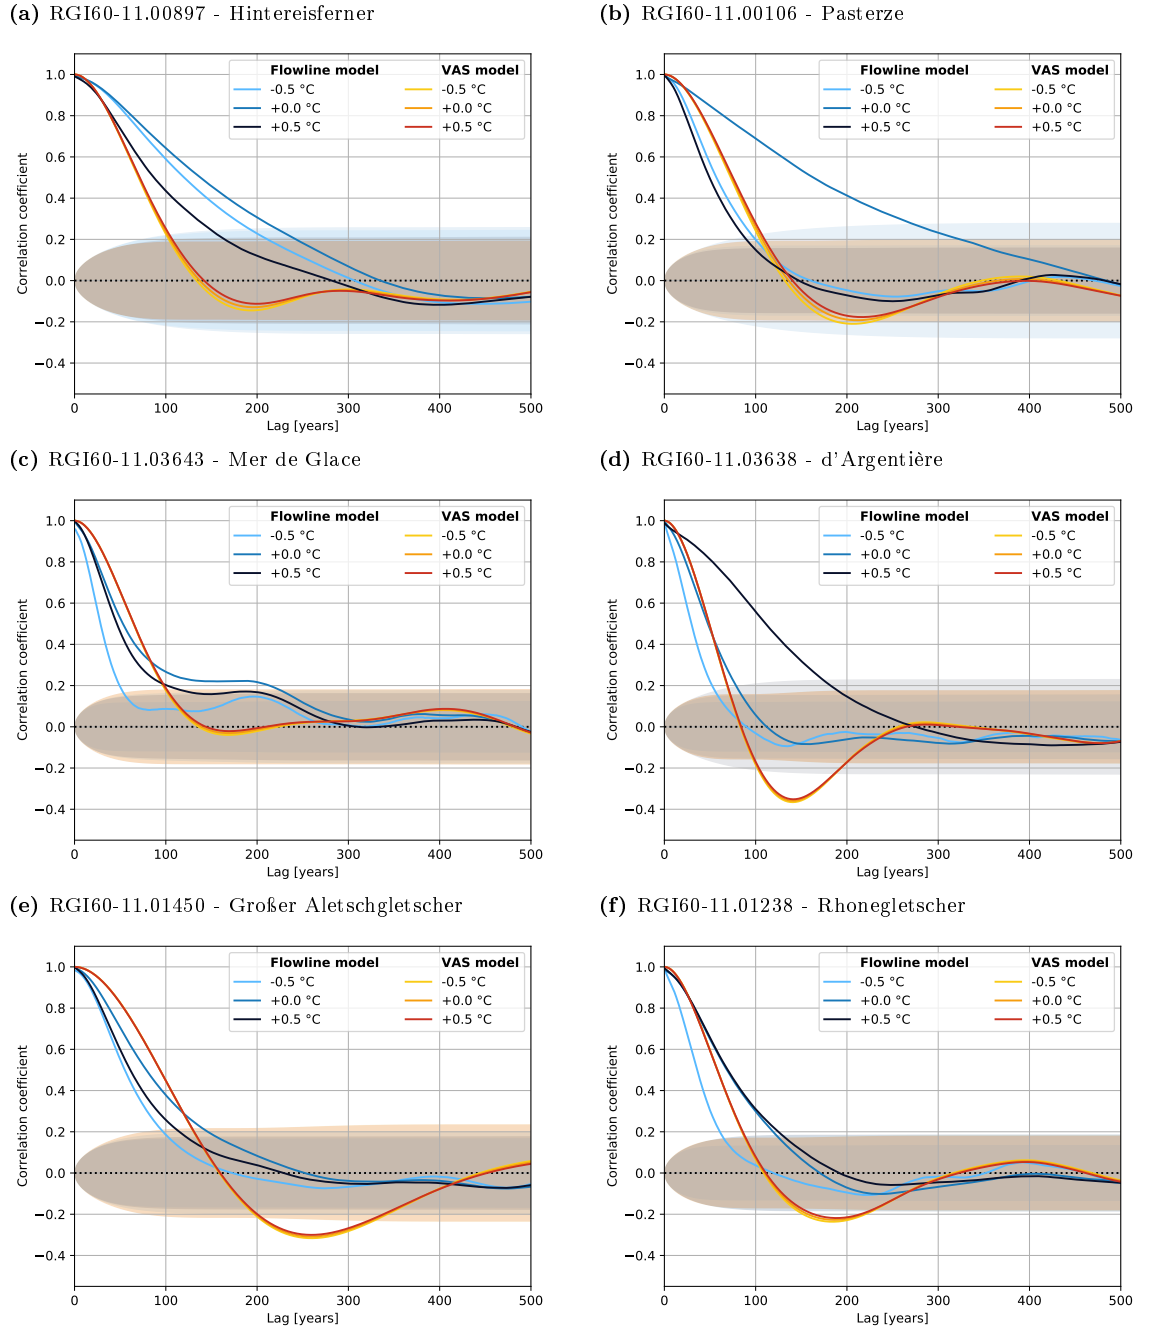 (a) RGI60-11.00897 - Hintereisferner
Correlation coefficient
1.0
0.8
0.6
0.4
0.2
0.0
−0.2
−0.4
Flowline model VAS model
-0.5 °C -0.5 °C
+0.0 °C +0.0 °C
+0.5 °C +0.5 °C
0 100 200 300 400 500
Lag [years]
(b) RGI60-11.00106 - Pasterze
Correlation coefficient
1.0
0.8
0.6
0.4
0.2
0.0
−0.2
−0.4
Flowline model VAS model
-0.5 °C -0.5 °C
+0.0 °C +0.0 °C
+0.5 °C +0.5 °C
0 100 200 300 400 500
Lag [years]
(c) RGI60-11.03643 - Mer de Glace
Correlation coefficient
1.0
0.8
0.6
0.4
0.2
0.0
−0.2
−0.4
Flowline model VAS model
-0.5 °C -0.5 °C
+0.0 °C +0.0 °C
+0.5 °C +0.5 °C
0 100 200 300 400 500
Lag [years]
(d) RGI60-11.03638 - d'Argentière
Correlation coefficient
1.0
0.8
0.6
0.4
0.2
0.0
−0.2
−0.4
Flowline model VAS model
-0.5 °C -0.5 °C
+0.0 °C +0.0 °C
+0.5 °C +0.5 °C
0 100 200 300 400 500
Lag [years]
(e) RGI60-11.01450 - Großer Aletschgletscher
Correlation coefficient
1.0
0.8
0.6
0.4
0.2
0.0
−0.2
−0.4
Flowline model VAS model
-0.5 °C -0.5 °C
+0.0 °C +0.0 °C
+0.5 °C +0.5 °C
0 100 200 300 400 500
Lag [years]
(f) RGI60-11.01238 - Rhonegletscher
Correlation coefficient
1.0
0.8
0.6
0.4
0.2
0.0
−0.2
−0.4
Flowline model VAS model
-0.5 °C -0.5 °C
+0.0 °C +0.0 °C
+0.5 °C +0.5 °C
0 100 200 300 400 500
Lag [years]